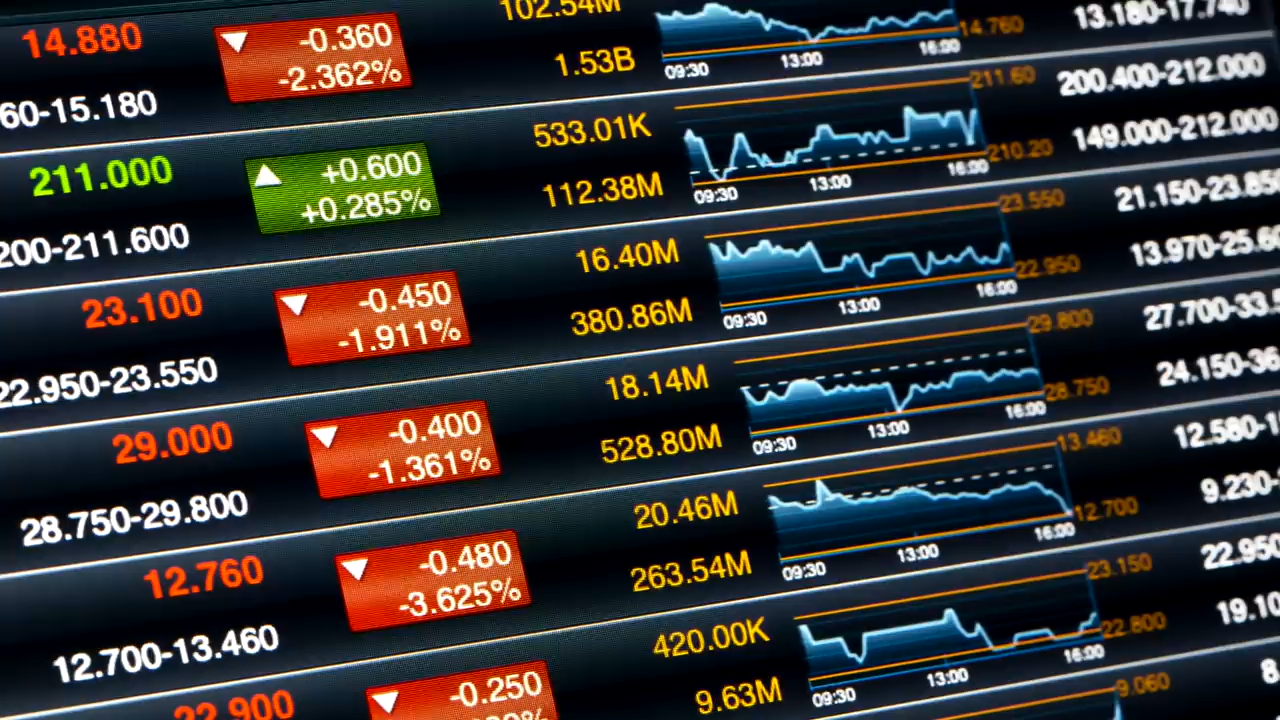 14.880 -0.360 102.54M
-2.362% 1.53B
60-15.180
09:30 13:00 16:00
14.760
13.180-17.740
211.000 +0.600 533.01K
+0.285% 112.38M
200-211.600
09:30 13:00 16:00
211.60
210.20
200.400-212.000
149.000-212.000
23.100 -0.450 16.40M
-1.911% 380.86M
22.950-23.550
09:30 13:00 16:00
23.550
22.950
21.150-23.850
13.970-25.60
29.000 -0.400 18.14M
-1.361% 528.80M
28.750-29.800
09:30 13:00 16:00
29.800
28.750
27.700-33.
24.150-36
12.760 -0.480 20.46M
-3.625% 263.54M
12.700-13.460
09:30 13:00 16:00
13.460
12.700
12.580-1
9.230-
22.900 -0.250 420.00K
9.63M
09:30 13:00 16:00
23.150
22.800
22.950
19.10
9.060
8